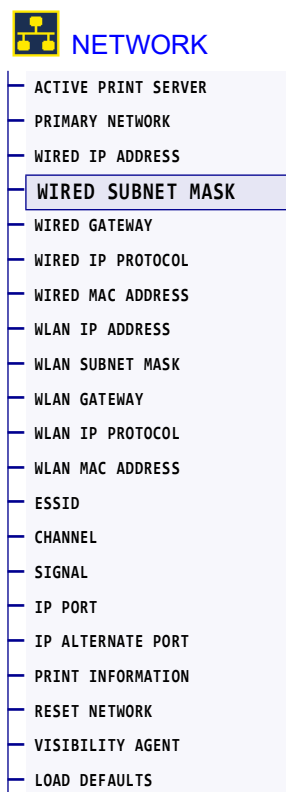 NETWORK
ACTIVE PRINT SERVER
PRIMARY NETWORK
WIRED IP ADDRESS
WIRED SUBNET MASK
WIRED GATEWAY
WIRED IP PROTOCOL
WIRED MAC ADDRESS
WLAN IP ADDRESS
WLAN SUBNET MASK
WLAN GATEWAY
WLAN IP PROTOCOL
WLAN MAC ADDRESS
ESSID
CHANNEL
SIGNAL
IP PORT
IP ALTERNATE PORT
PRINT INFORMATION
RESET NETWORK
VISIBILITY AGENT
LOAD DEFAULTS